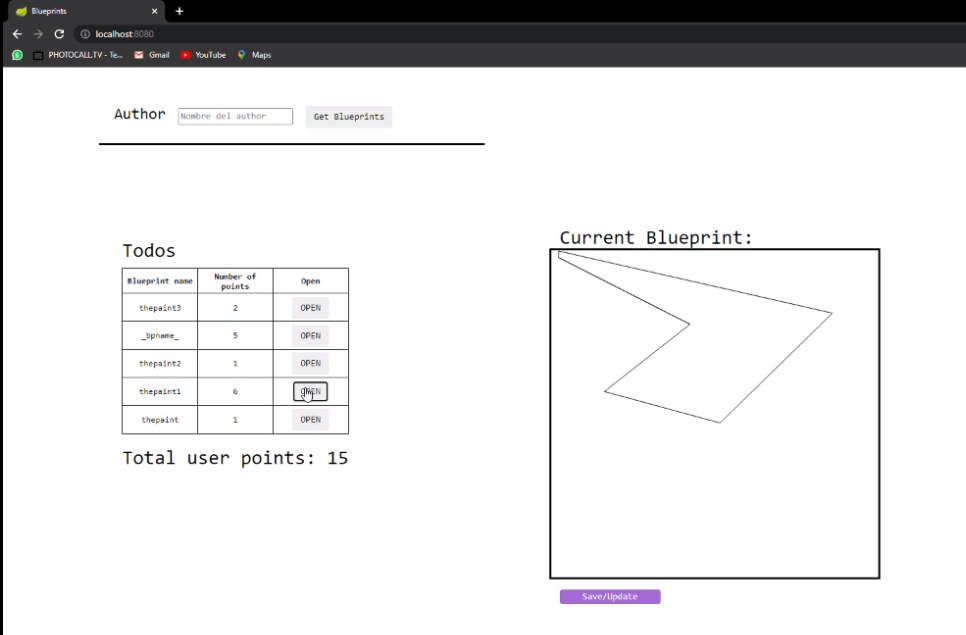 Blueprints
localhost:8080
PHOTOCALL.TV - Te... Gmail YouTube Maps
Author Nombre del author Get Blueprints
Todos
Blueprint name Number of points Open
thepaint3 2 OPEN
_bpname_ 5 OPEN
thepaint2 1 OPEN
thepaint1 6 OPEN
thepaint 1 OPEN
Total user points: 15
Current Blueprint:
Save/Update